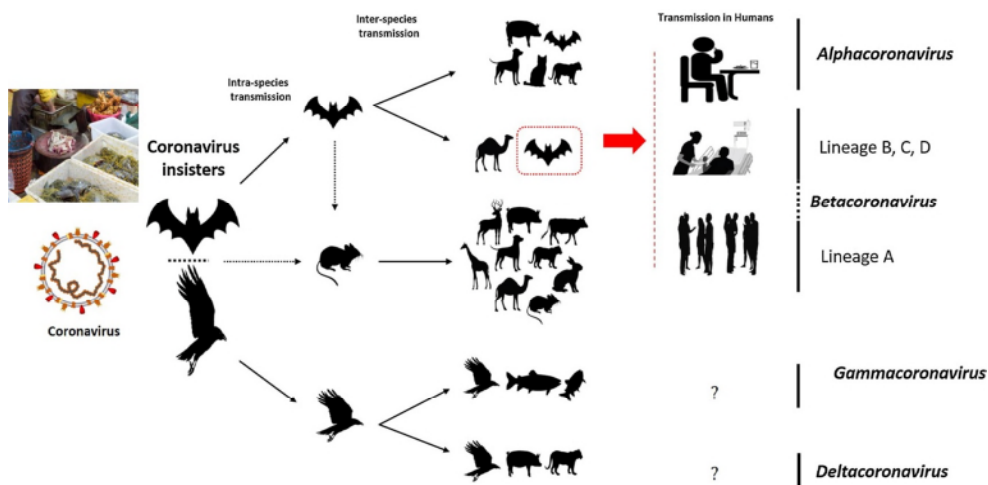 Inter-species
transmission
Transmission in Humans
Alphacoronavirus
Intra-species
transmission
Coronavirus
insisters
Lineage B, C, D
Betacoronavirus
Lineage A
Coronavirus
Gammacoronavirus
?
?
Deltacoronavirus